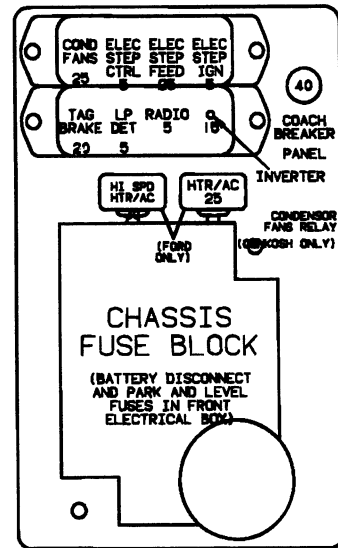 COND ELEC ELEC ELEC
FANS STEP STEP STEP
CTRL FEED IGN
25 5 5
TAG LP RADIO
BRAKE DET 5 15
20 5
40
COACH
BREAKER
PANEL
INVERTER
HI SPD
HTR/AC
HTR/AC
25
(FORD
ONLY)
CONDENSOR
FANS RELAY
KOSH ONLY)
CHASSIS
FUSE BLOCK
(BATTERY DISCONNECT
AND PARK AND LEVEL
FUSES IN FRONT
ELECTRICAL BOX)